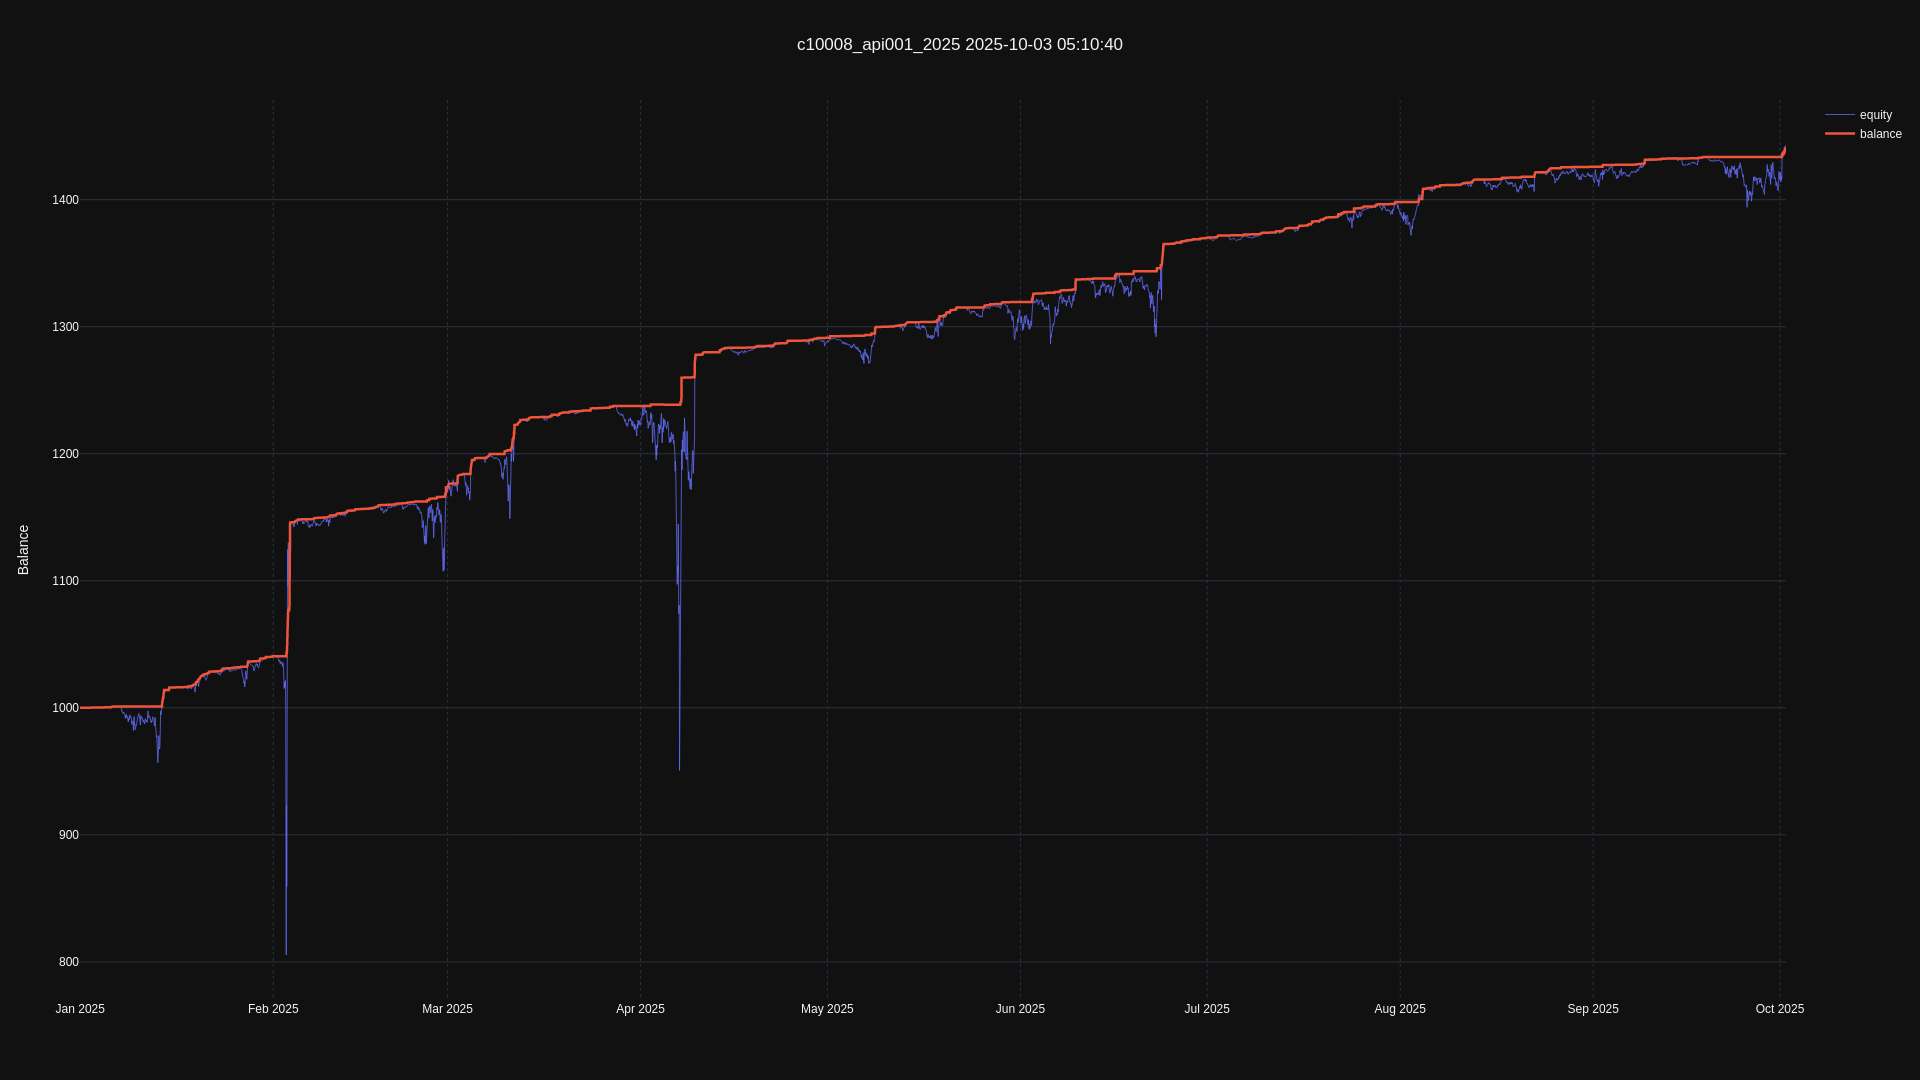 c10008_api001_2025 2025-10-03 05:10:40
equity
balance
Balance
1400
1300
1200
1100
1000
900
800
Jan 2025
Feb 2025
Mar 2025
Apr 2025
May 2025
Jun 2025
Jul 2025
Aug 2025
Sep 2025
Oct 2025